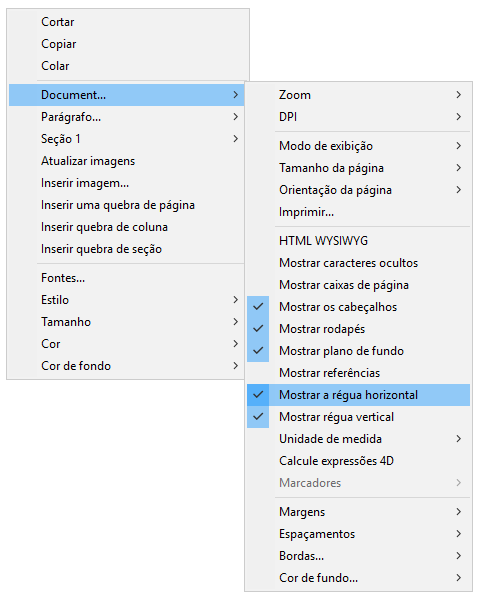 Cortar
Copiar
Colar
Document...
Parágrafo...
Seção 1
Atualizar imagens
Inserir imagem...
Inserir uma quebra de página
Inserir quebra de coluna
Inserir quebra de seção
Fontes...
Estilo
Tamanho
Cor
Cor de fundo
Zoom
DPI
Modo de exibição
Tamanho da página
Orientação da página
Imprimir...
HTML WYSIWYG
Mostrar caracteres ocultos
Mostrar caixas de página
Mostrar os cabeçalhos
Mostrar rodapés
Mostrar plano de fundo
Mostrar referências
Mostrar a régua horizontal
Mostrar régua vertical
Unidade de medida
Calcule expressões 4D
Marcadores
Margens
Espaçamentos
Bordas...
Cor de fundo...